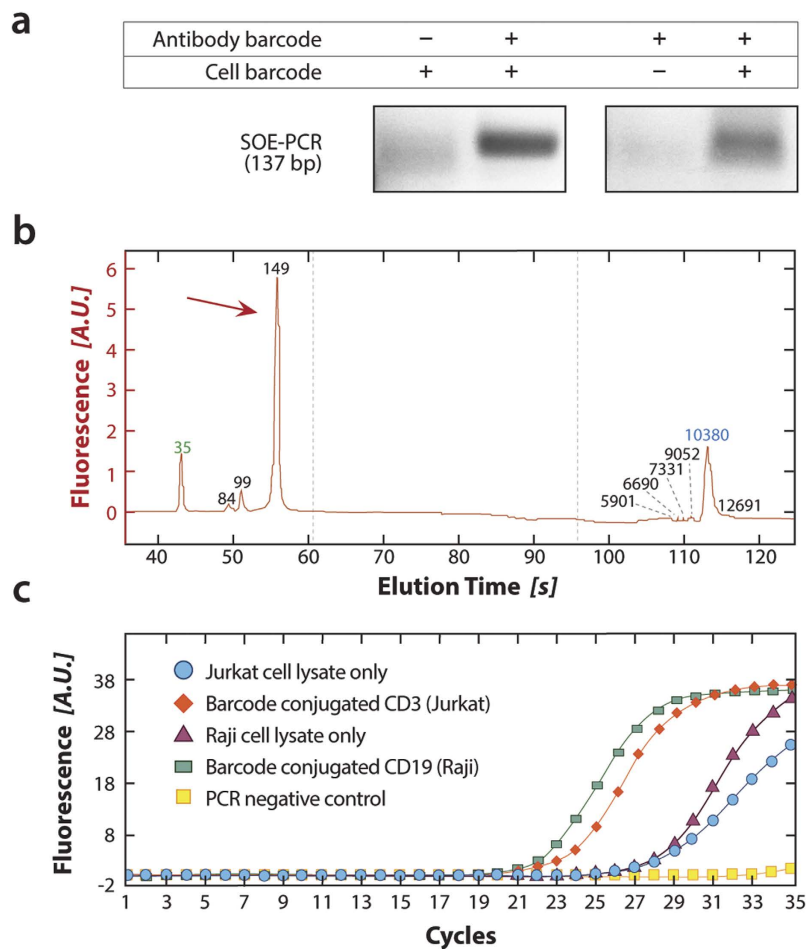 a
Antibody barcode – + + +
Cell barcode + + – +
SOE-PCR
(137 bp)
b
Fluorescence [A.U.]
6
5
4
3
2
1
0
149
35
84
99
10380
9052
7331
6690
5901
12691
40 50 60 70 80 90 100 110 120
Elution Time [s]
c
Fluorescence [A.U.]
38
28
18
8
-2
Jurkat cell lysate only
Barcode conjugated CD3 (Jurkat)
Raji cell lysate only
Barcode conjugated CD19 (Raji)
PCR negative control
1 3 5 7 9 11 13 15 17 19 21 23 25 27 29 31 33 35
Cycles